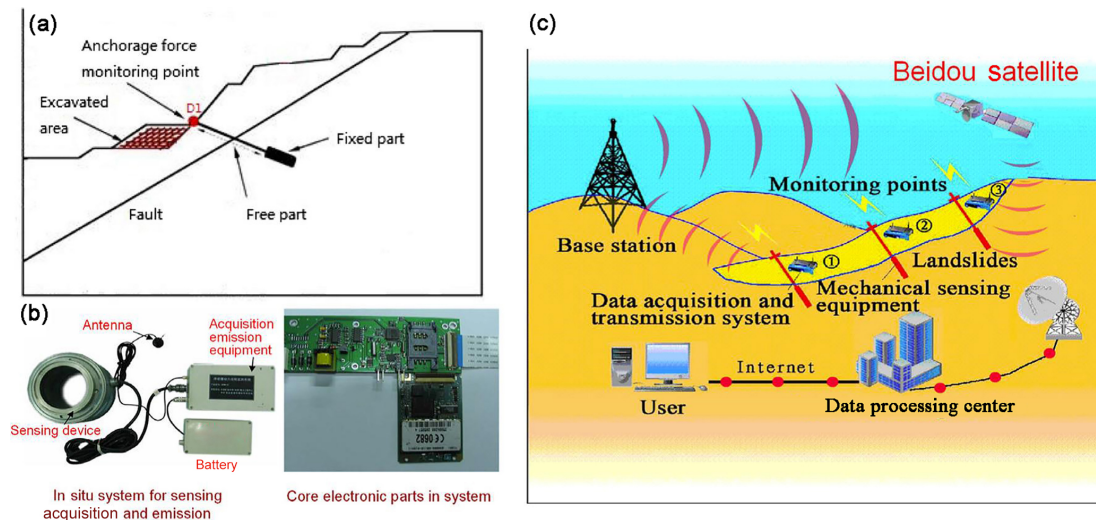 (a)
Anchorage force
monitoring point
D1
Excavated
area
Fixed part
Fault
Free part
(b)
Antenna
Acquisition
emission
equipment
Sensing device
Battery
CE 0682
In situ system for sensing
acquisition and emission
Core electronic parts in system
(c)
Beidou satellite
Monitoring points
③
②
①
Base station
Landslides
Mechanical sensing
equipment
Data acquisition and
transmission system
Internet
User
Data processing center